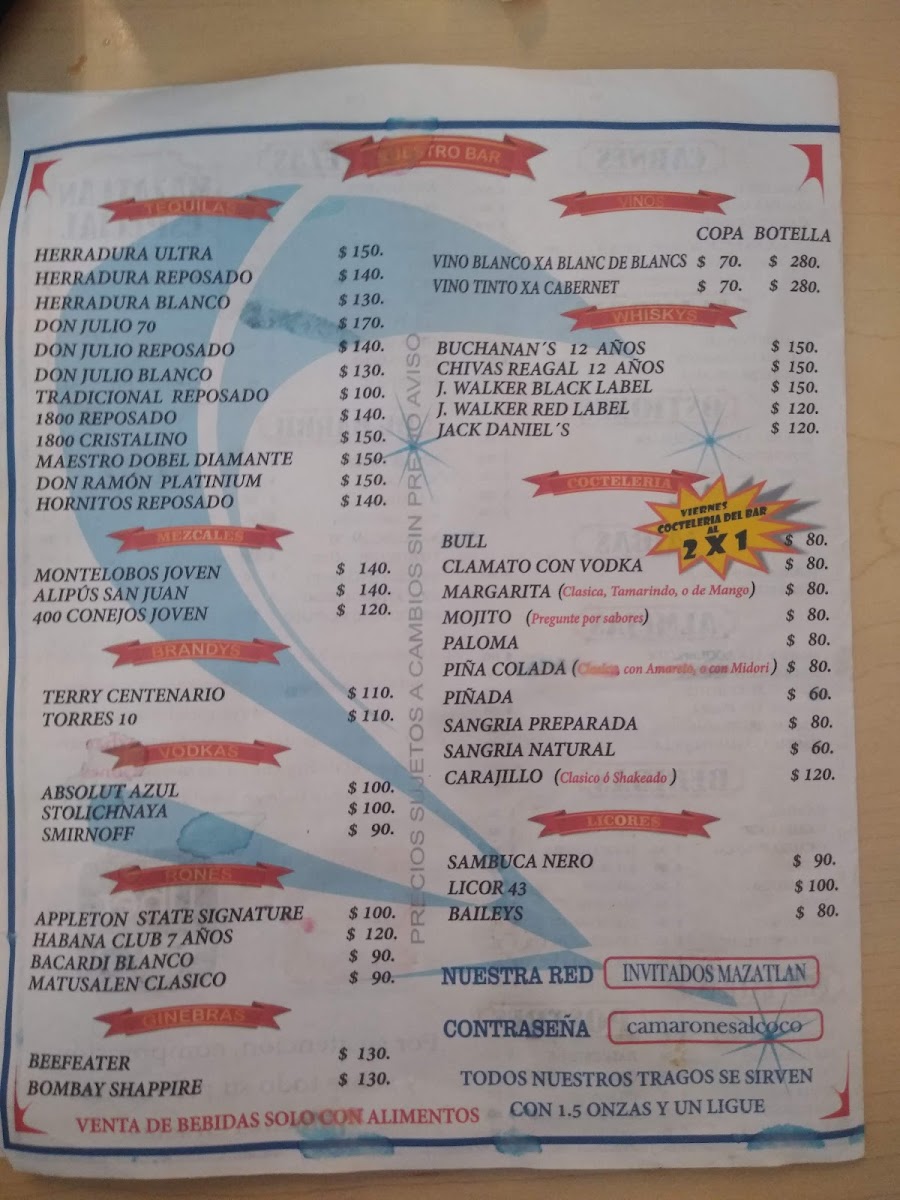 NUESTRO BAR
TEQUILAS
HERRADURA ULTRA $ 150.
HERRADURA REPOSADO $ 140.
HERRADURA BLANCO $ 130.
DON JULIO 70 $ 170.
DON JULIO REPOSADO $ 140.
DON JULIO BLANCO $ 130.
TRADICIONAL REPOSADO $ 100.
1800 REPOSADO $ 140.
1800 CRISTALINO $ 150.
MAESTRO DOBEL DIAMANTE $ 150.
DON RAMÓN PLATINIUM $ 150.
HORNITOS REPOSADO $ 140.
MEZCALES
MONTELOBOS JOVEN $ 140.
ALIPÚS SAN JUAN $ 140.
400 CONEJOS JOVEN $ 120.
BRANDYS
TERRY CENTENARIO $ 110.
TORRES 10 $ 110.
VODKAS
ABSOLUT AZUL $ 100.
STOLICHNAYA $ 100.
SMIRNOFF $ 90.
RONES
APPLETON STATE SIGNATURE $ 100.
HABANA CLUB 7 AÑOS $ 120.
BACARDI BLANCO $ 90.
MATUSALEN CLASICO $ 90.
GINEBRAS
BEEFEATER $ 130.
BOMBAY SHAPPIRE $ 130.
VENTA DE BEBIDAS SOLO CON ALIMENTOS
PRECIOS SUJETOS A CAMBIOS SIN PREVIO AVISO
VINOS
COPA BOTELLA
VINO BLANCO XA BLANC DE BLANCS $ 70. $ 280.
VINO TINTO XA CABERNET $ 70. $ 280.
WHISKYS
BUCHANAN´S 12 AÑOS $ 150.
CHIVAS REAGAL 12 AÑOS $ 150.
J. WALKER BLACK LABEL $ 150.
J. WALKER RED LABEL $ 120.
JACK DANIEL´S $ 120.
COCTELERIA
VIERNES
COCTELERIA DEL BAR
AL
2 X 1
BULL $ 80.
CLAMATO CON VODKA $ 80.
MARGARITA (Clasica, Tamarindo, o de Mango) $ 80.
MOJITO (Pregunte por sabores) $ 80.
PALOMA $ 80.
PIÑA COLADA (Clasica, con Amareto, o con Midori ) $ 80.
PIÑADA $ 60.
SANGRIA PREPARADA $ 80.
SANGRIA NATURAL $ 60.
CARAJILLO (Clasico ó Shakeado ) $ 120.
LICORES
SAMBUCA NERO $ 90.
LICOR 43 $ 100.
BAILEYS $ 80.
NUESTRA RED INVITADOS MAZATLAN
CONTRASEÑA camaronesalcoco
TODOS NUESTROS TRAGOS SE SIRVEN
CON 1.5 ONZAS Y UN LIGUE